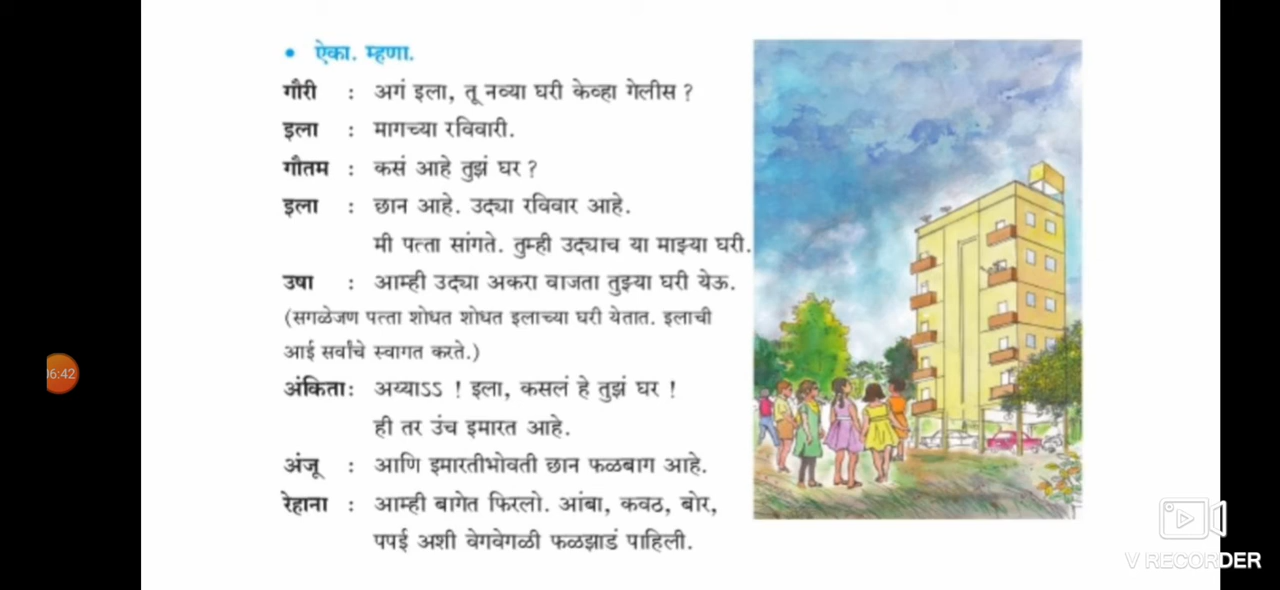 • ऐका. म्हणा.
गौरी : अगं इला, तू नव्या घरी केव्हा गेलीस ?
इला : मागच्या रविवारी.
गौतम : कसं आहे तुझं घर ?
इला : छान आहे. उद्या रविवार आहे.
मी पत्ता सांगते. तुम्ही उद्याच या माझ्या घरी.
उषा : आम्ही उद्या अकरा वाजता तुझ्या घरी येऊ.
(सगळेजण पत्ता शोधत शोधत इलाच्या घरी येतात. इलाची
आई सर्वांचे स्वागत करते.)
अंकिता : अय्याऽऽ ! इला, कसलं हे तुझं घर !
ही तर उंच इमारत आहे.
अंजू : आणि इमारतीभोवती छान फळबाग आहे.
रेहाना : आम्ही बागेत फिरलो. आंबा, कवठ, बोर,
पपई अशी वेगवेगळी फळझाडं पाहिली.
06:42
V RECORDER